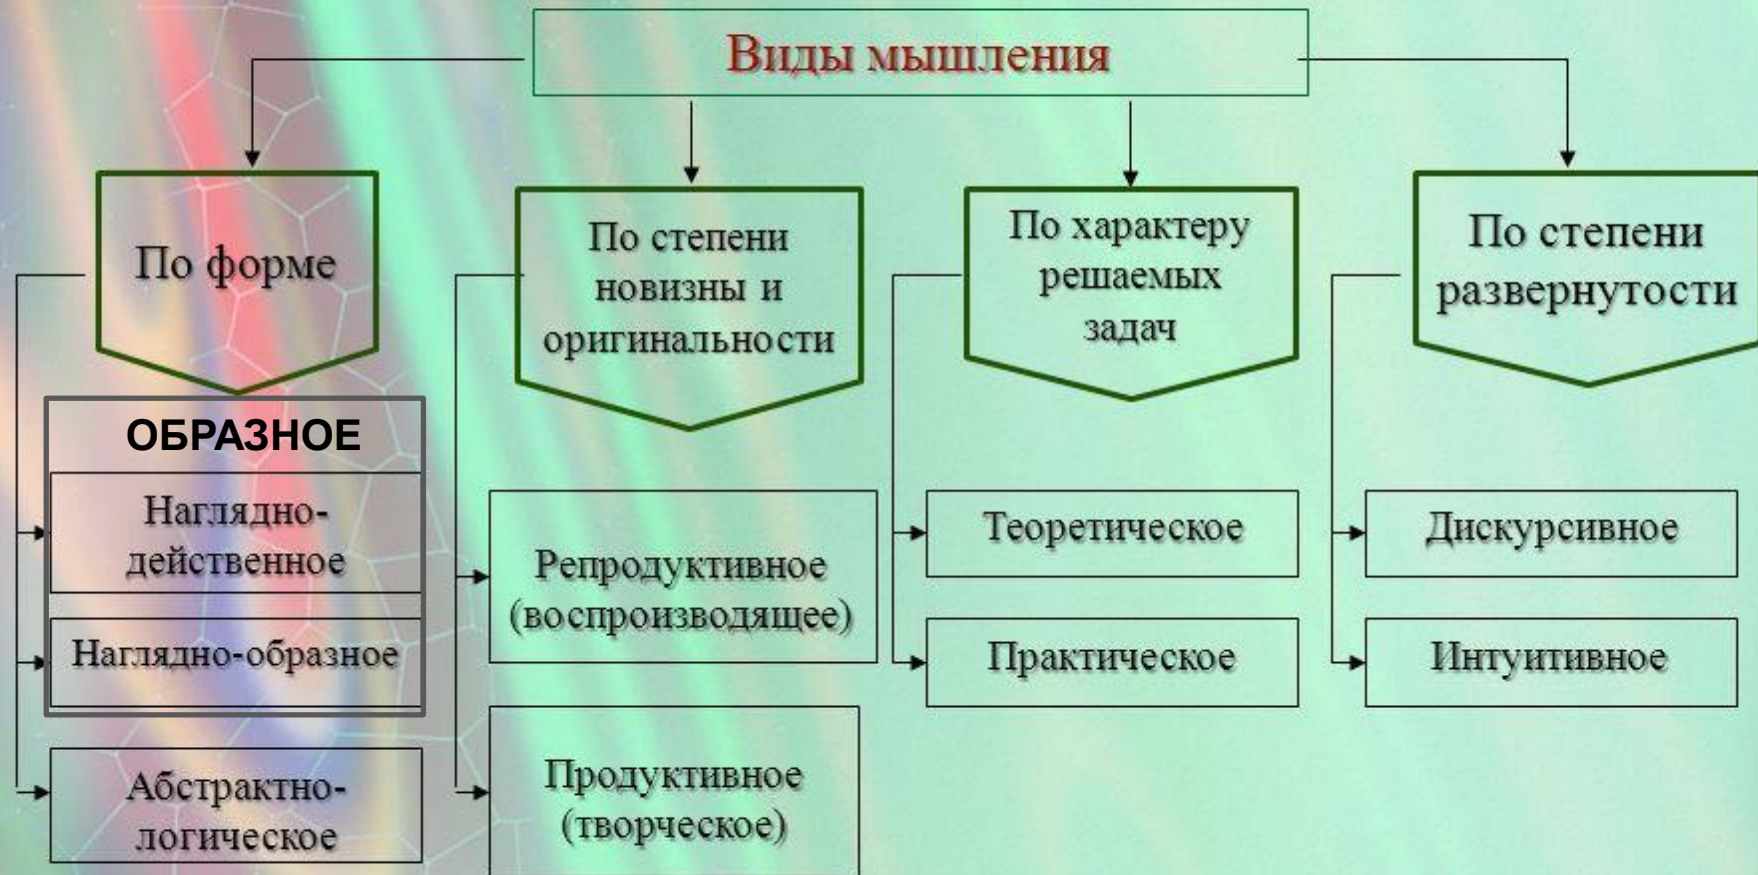 Виды мышления
По форме
ОБРАЗНОЕ
Наглядно-
действенное
Наглядно-образное
Абстрактно-
логическое
По степени
новизны и
оригинальности
Репродуктивное
(воспроизводящее)
Продуктивное
(творческое)
По характеру
решаемых
задач
Теоретическое
Практическое
По степени
развернутости
Дискурсивное
Интуитивное